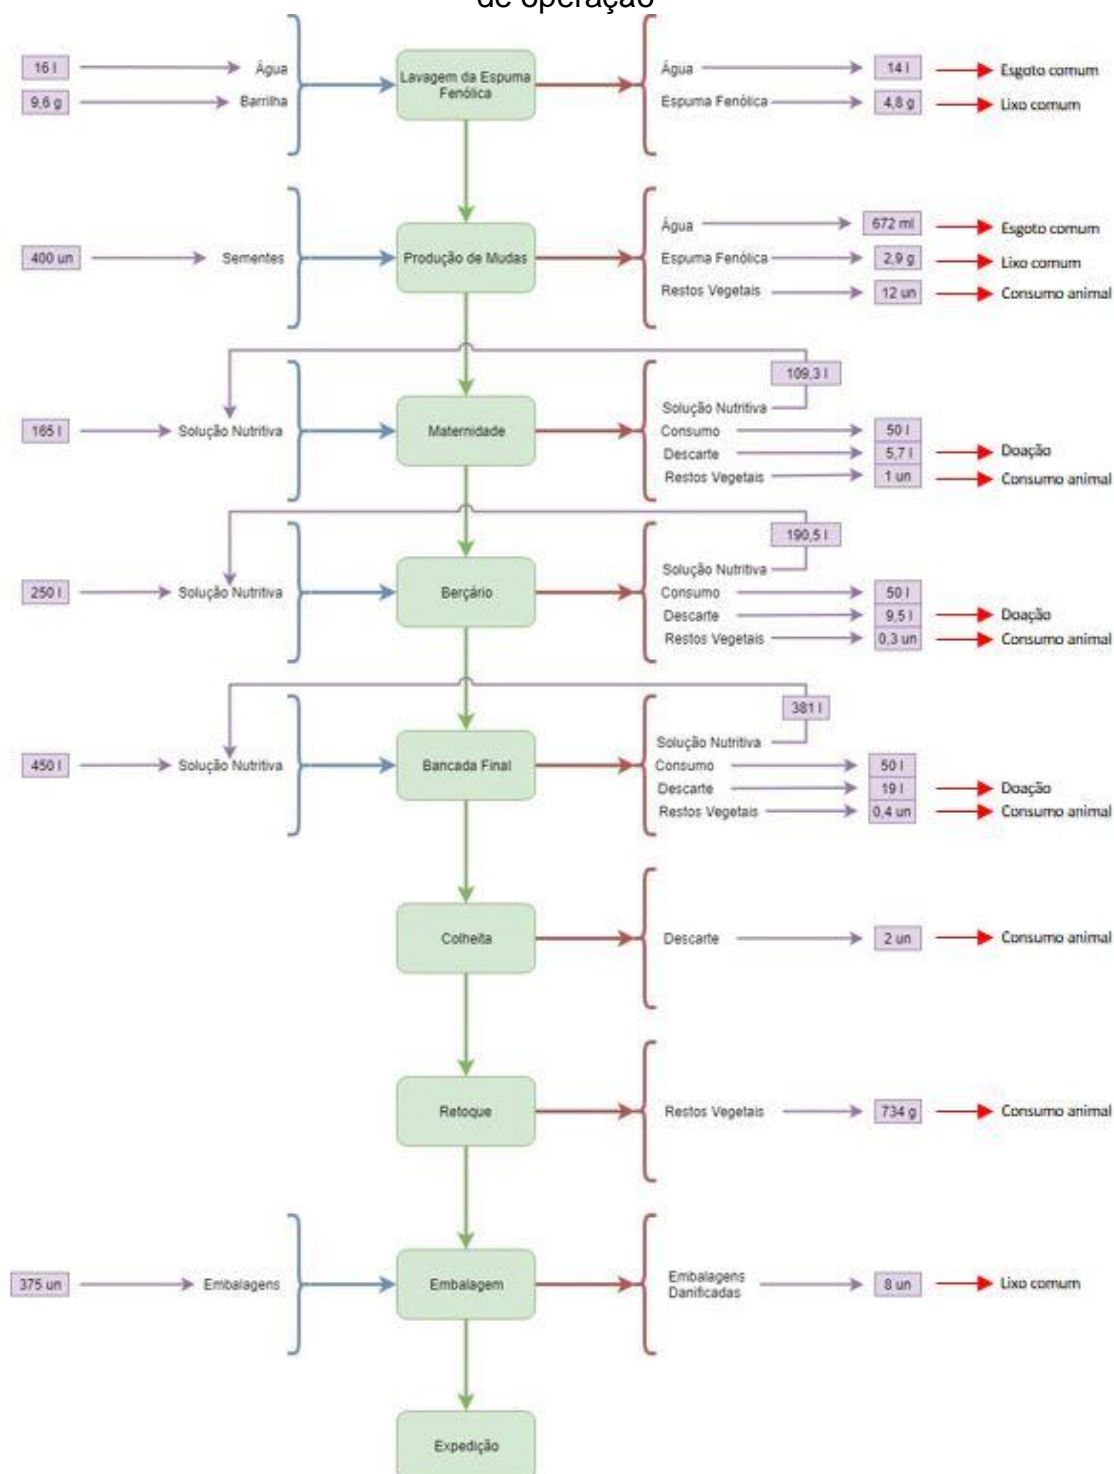 de operação
16 l
Água
9,6 g
Barrilha
Lavagem da Espuma
Fenólica
Água
14 l
Esgoto comum
Espuma Fenólica
4,8 g
Lixo comum
400 un
Sementes
Produção de Mudas
Água
672 ml
Esgoto comum
Espuma Fenólica
2,9 g
Lixo comum
Restos Vegetais
12 un
Consumo animal
109,3 l
165 l
Solução Nutritiva
Maternidade
Solução Nutritiva
Consumo
50 l
Descarte
5,7 l
Doação
Restos Vegetais
1 un
Consumo animal
190,5 l
250 l
Solução Nutritiva
Berçário
Solução Nutritiva
Consumo
50 l
Descarte
9,5 l
Doação
Restos Vegetais
0,3 un
Consumo animal
381 l
450 l
Solução Nutritiva
Bancada Final
Solução Nutritiva
Consumo
50 l
Descarte
19 l
Doação
Restos Vegetais
0,4 un
Consumo animal
Colheita
Descarte
2 un
Consumo animal
Retoque
Restos Vegetais
734 g
Consumo animal
375 un
Embalagens
Embalagem
Embalagens
Danificadas
8 un
Lixo comum
Expedição